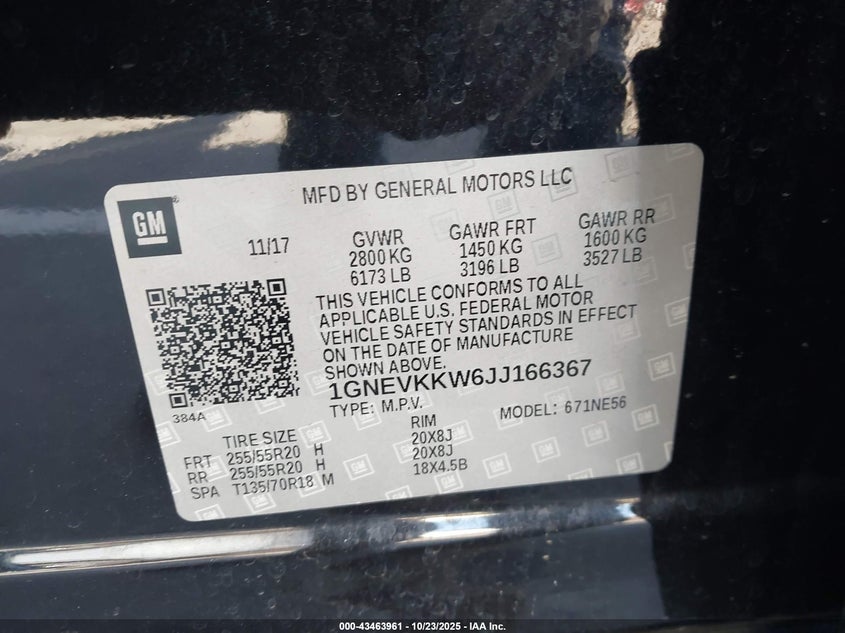 MFD BY GENERAL MOTORS LLC
GM
®
11/17
GVWR
2800 KG
6173 LB
GAWR FRT
1450 KG
3196 LB
GAWR RR
1600 KG
3527 LB
THIS VEHICLE CONFORMS TO ALL
APPLICABLE U.S. FEDERAL MOTOR
VEHICLE SAFETY STANDARDS IN EFFECT
ON THE DATE OF MANUFACTURE
SHOWN ABOVE.
1GNEVKKW6JJ166367
384A
TYPE: M.P.V. MODEL: 671NE56
TIRE SIZE RIM
FRT 255/55R20 H 20X8J
RR 255/55R20 H 20X8J
SPA T135/70R18 M 18X4.5B
000-43463961 - 10/23/2025 - IAA Inc.